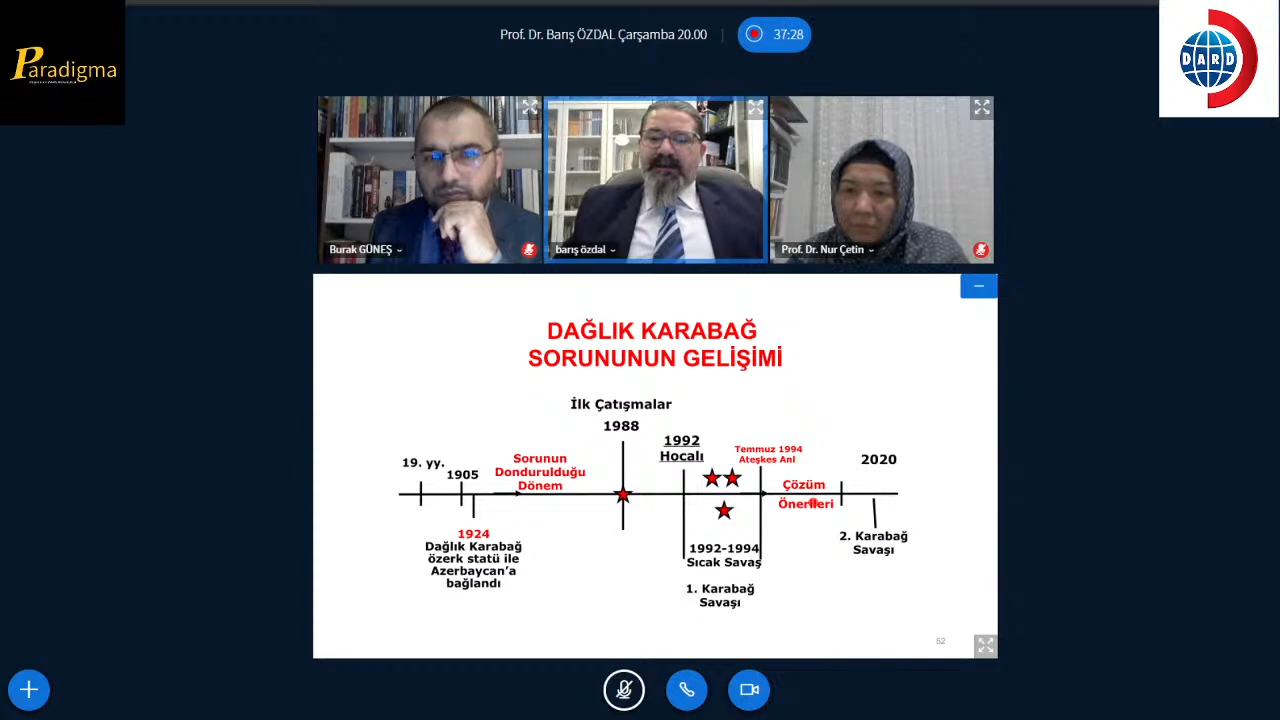 Prof. Dr. Barış ÖZDAL Çarşamba 20.00
37:28
Paradigma
DARD
Burak GÜNEŞ
barış özdal
Prof. Dr. Nur Çetin
DAĞLIK KARABAĞ
SORUNUNUN GELİŞİMİ
İlk Çatışmalar
1988
19. yy.
1905
Sorunun
Dondurulduğu
Dönem
1992
Hocalı
Temmuz 1994
Ateşkes Anl
Çözüm
Önerileri
2020
1924
Dağlık Karabağ
özerk statü ile
Azerbaycan’a
bağlandı
1992-1994
Sıcak Savaş
1. Karabağ
Savaşı
2. Karabağ
Savaşı
52